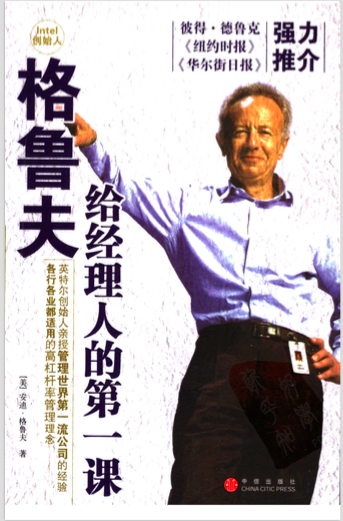 Intel
创始人
彼得·德鲁克
《纽约时报》
《华尔街日报》
强力
推介
格鲁夫
给经理人的第一课
英特尔创始人亲授管理世界第一流公司的经验
各行各业都适用的高杠杆率管理理念
[美] 安迪·格鲁夫 著
中信出版社
CHINA CITIC PRESS